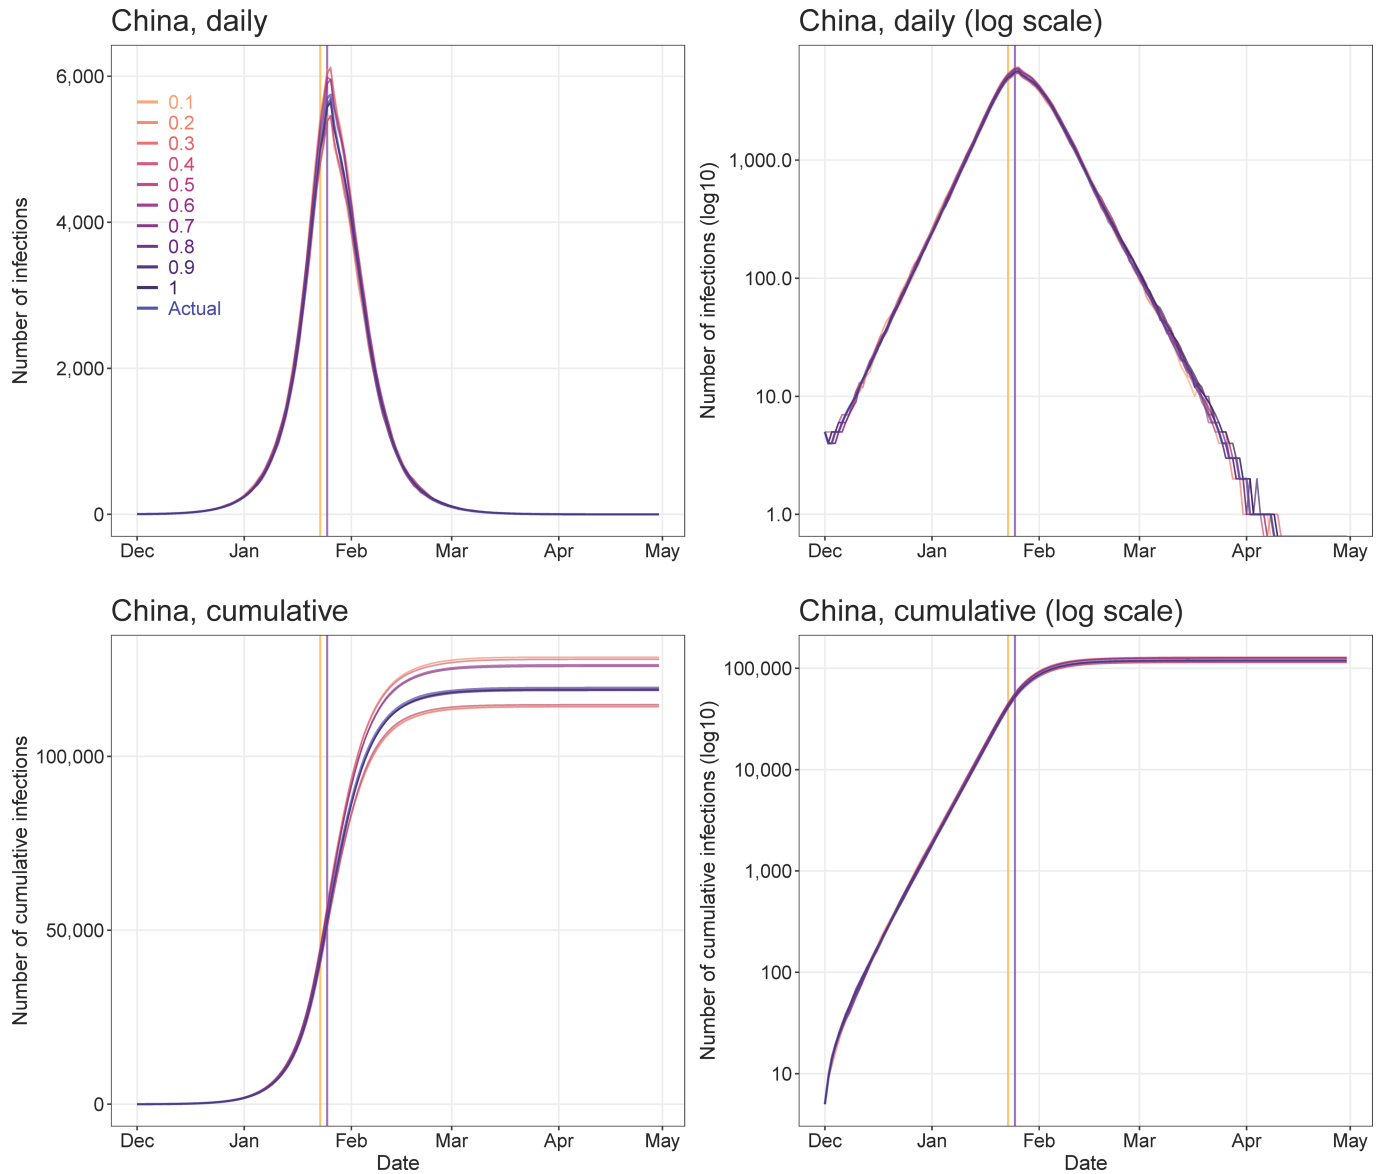 China, daily
Number of infections
6,000
4,000
2,000
0
0.1
0.2
0.3
0.4
0.5
0.6
0.7
0.8
0.9
1
Actual
Dec Jan Feb Mar Apr May
China, daily (log scale)
Number of infections (log10)
1,000.0
100.0
10.0
1.0
Dec Jan Feb Mar Apr May
China, cumulative
Number of cumulative infections
100,000
50,000
0
Dec Jan Feb Mar Apr May
Date
China, cumulative (log scale)
Number of cumulative infections (log10)
100,000
10,000
1,000
100
10
Dec Jan Feb Mar Apr May
Date